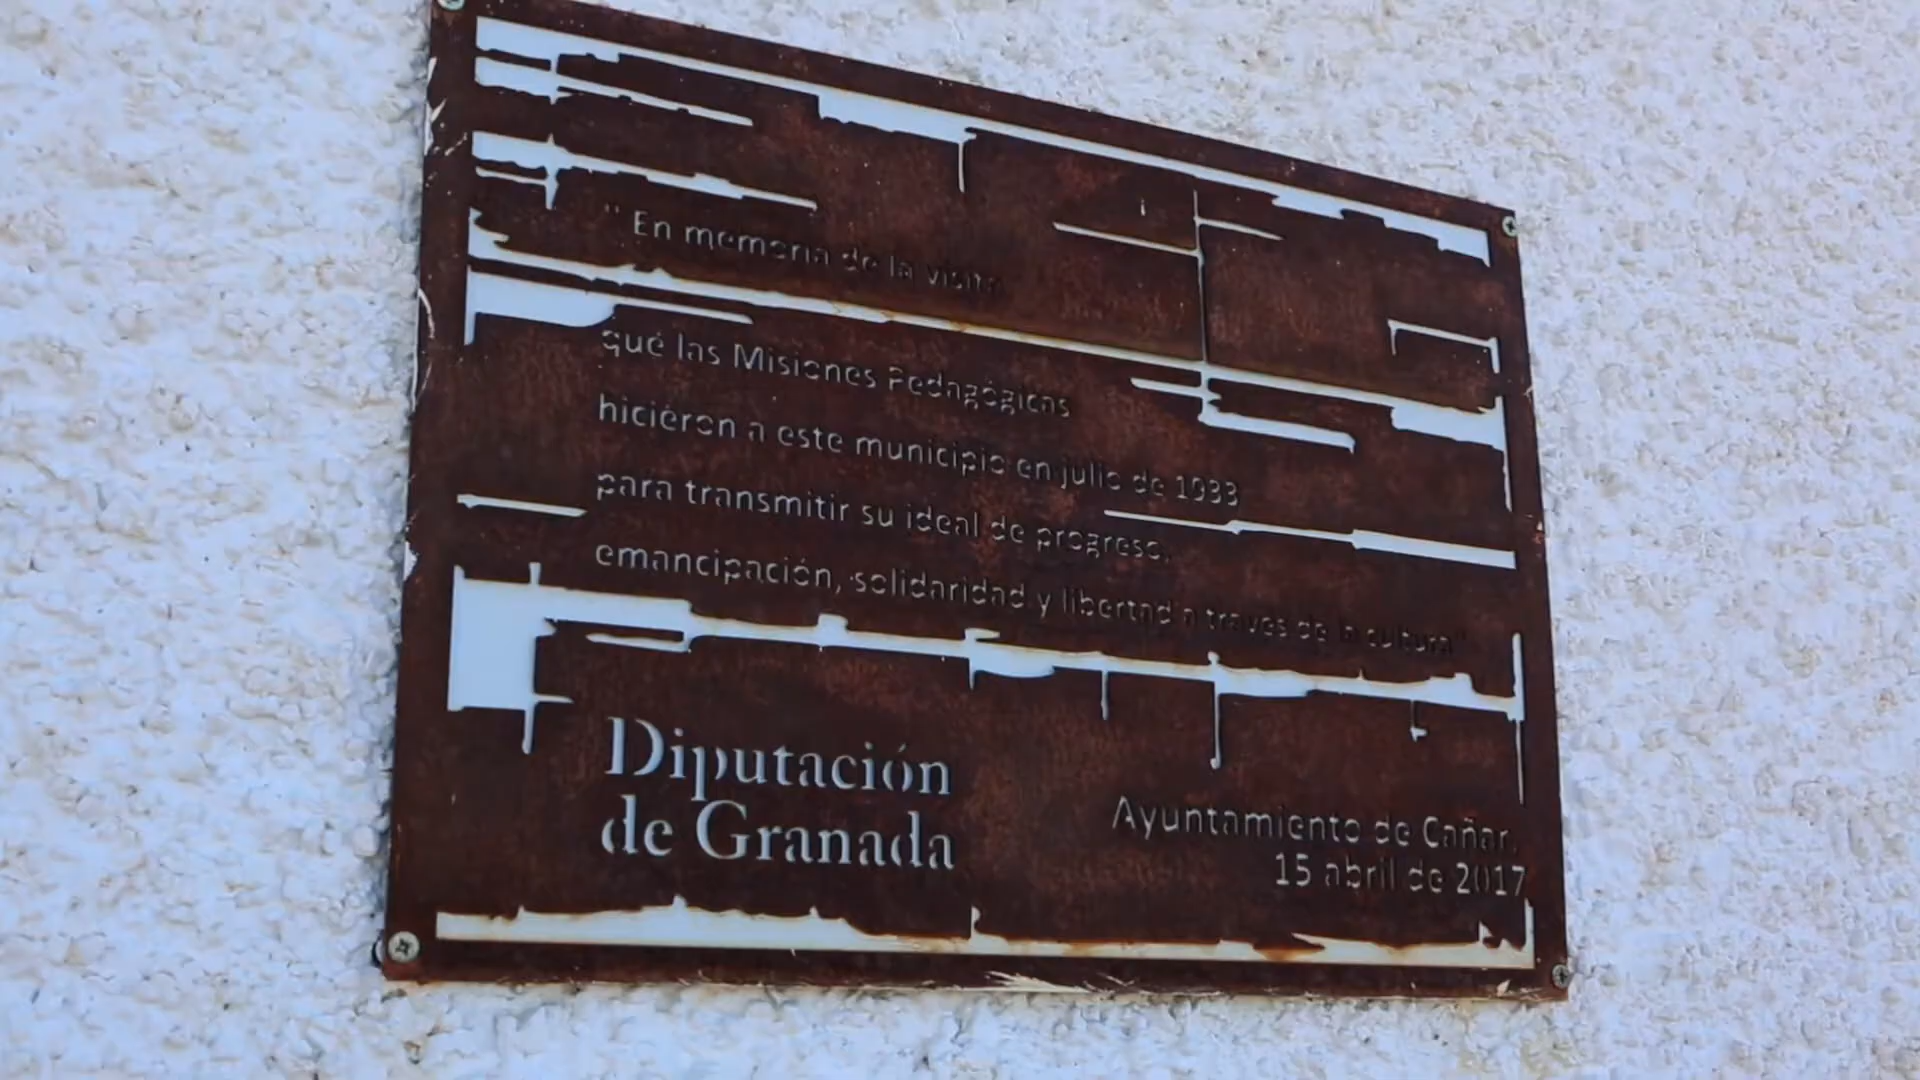 " En memoria de la visita
que las Misiones Pedagógicas
hicieron a este municipio en julio de 1933
para transmitir su ideal de progreso,
emancipación, solidaridad y libertad a traves de la cultura"
Diputación
de Granada
Ayuntamiento de Cañar,
15 abril de 2017